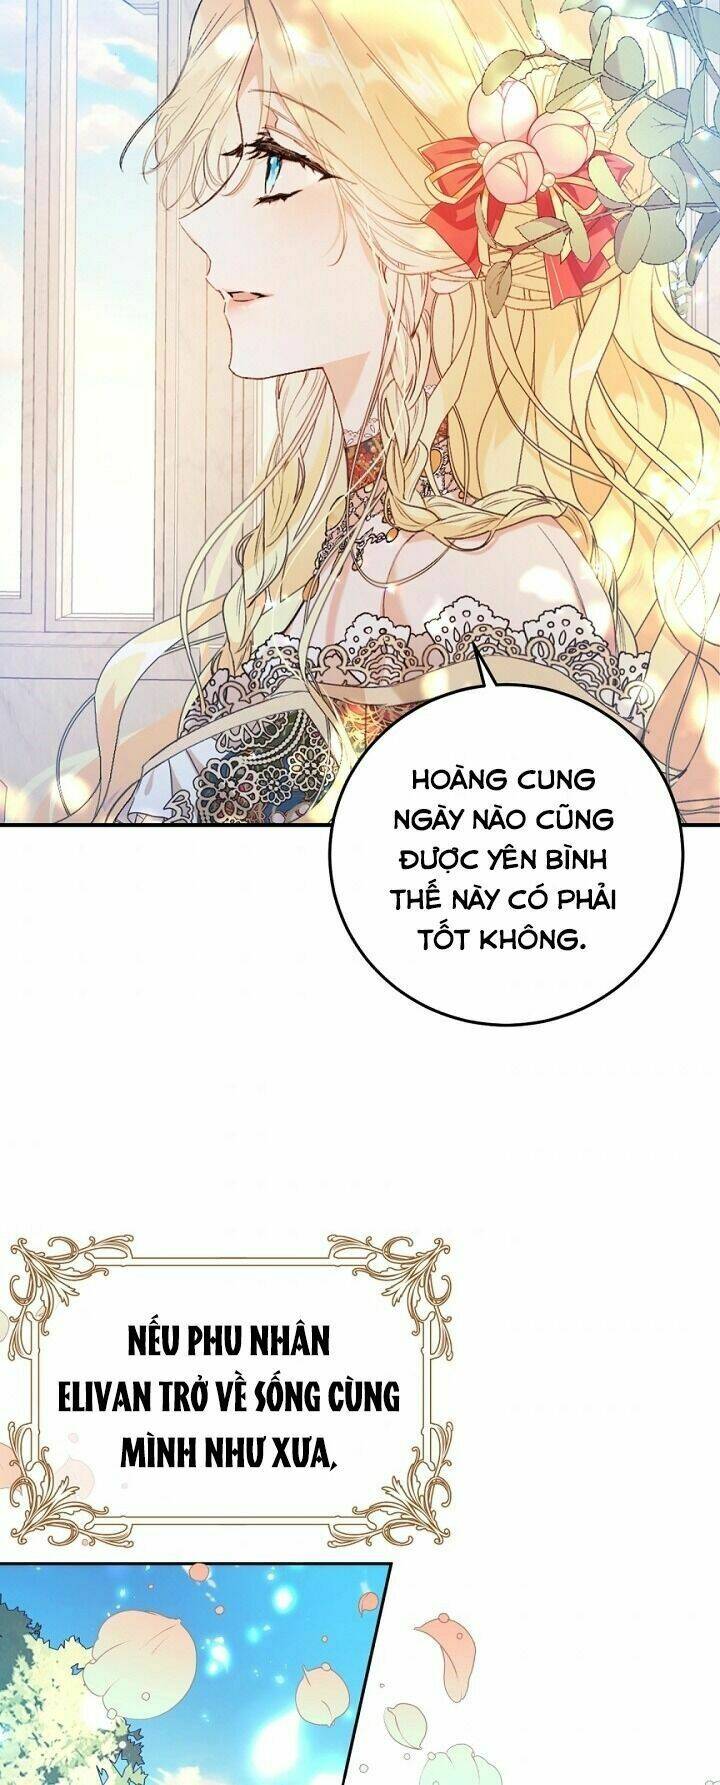 HOÀNG CUNG
NGÀY NÀO CŨNG
ĐƯỢC YÊN BÌNH
THẾ NÀY CÓ PHẢI
TỐT KHÔNG.
NẾU PHU NHÂN
ELIVAN TRỞ VỀ SỐNG CÙNG
MÌNH NHƯ XƯA,